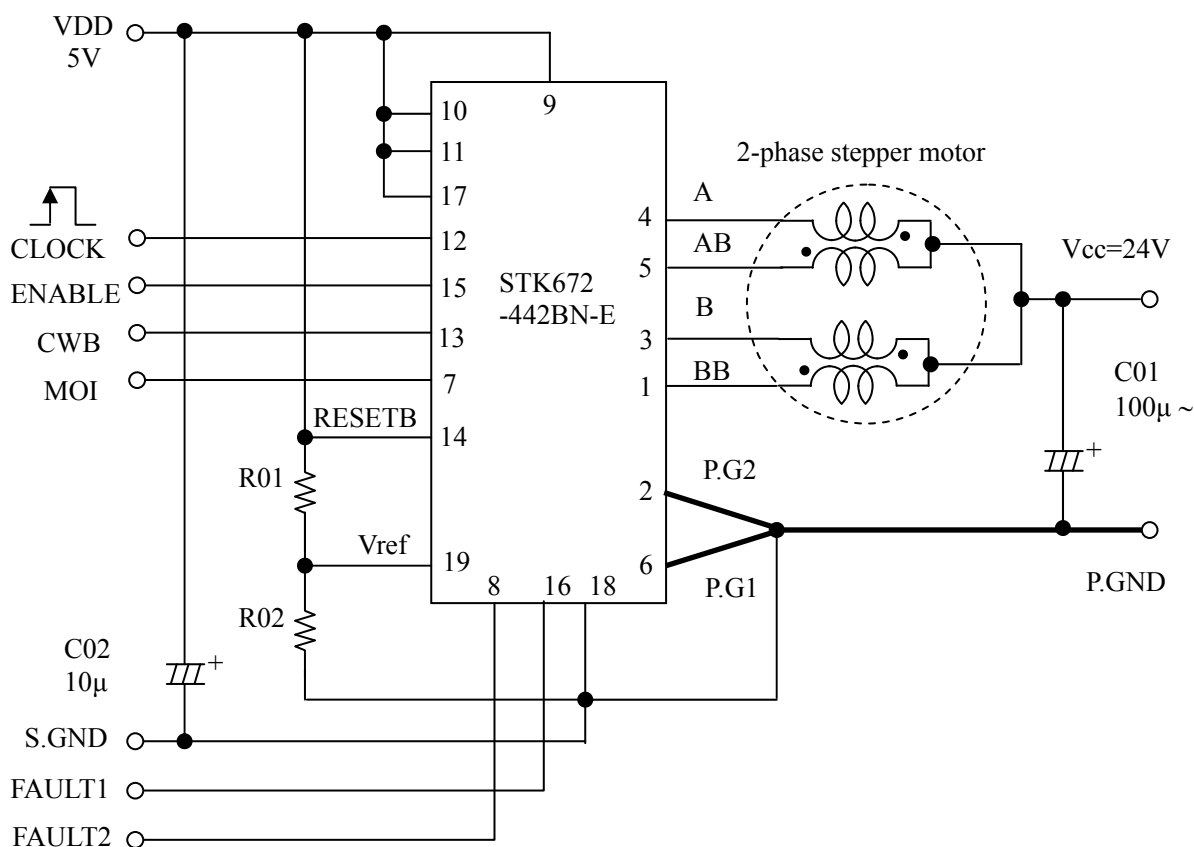 VDD
5V
9
10
11
17
2-phase stepper motor
CLOCK
12
ENABLE
15
CWB
13
MOI
7
RESETB
14
R01
Vref
19
R02
8
16
18
STK672
-442BN-E
4
A
5
AB
3
B
1
BB
2
P.G2
6
P.G1
Vcc=24V
C01
100μ ~
+
P.GND
C02
10μ
+
S.GND
FAULT1
FAULT2